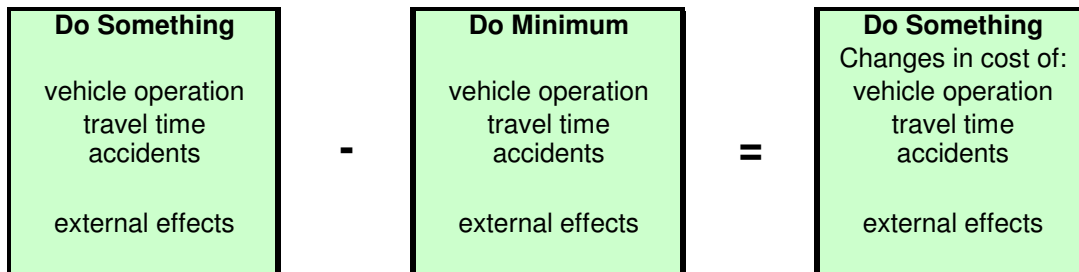 Do Something
vehicle operation
travel time
accidents
external effects
-
Do Minimum
vehicle operation
travel time
accidents
external effects
=
Do Something
Changes in cost of:
vehicle operation
travel time
accidents
external effects